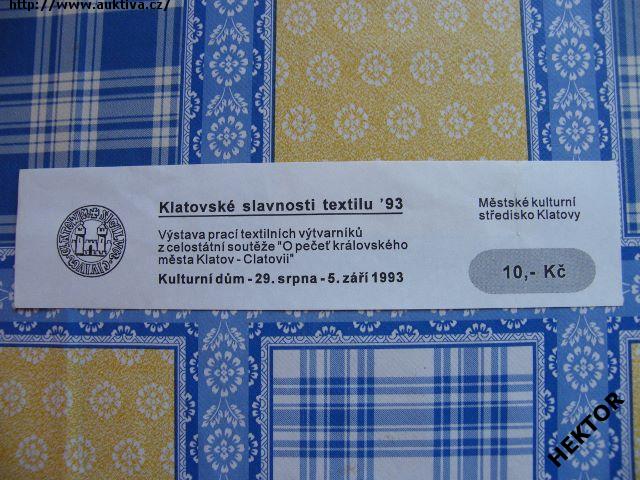 http://www.auktiva.cz/
Klatovské slavnosti textilu '93
Výstava prací textilních výtvarníků
z celostátní soutěže "O pečeť královského
města Klatov - Clatovii"
Kulturní dům - 29. srpna - 5. září 1993
Městské kulturní
středisko Klatovy
10,- Kč
HEKTOR